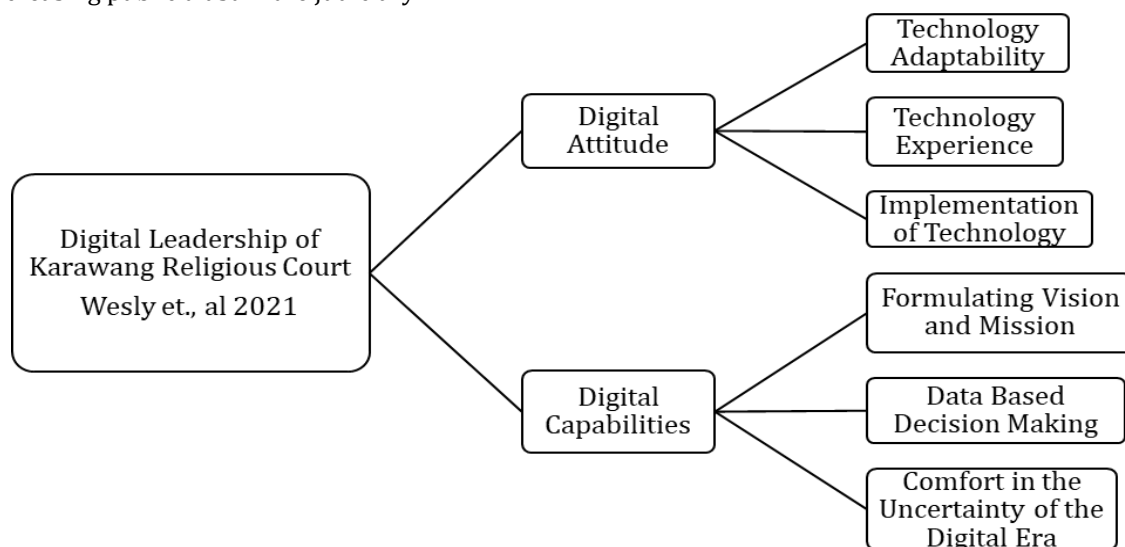 Technology
Adaptability
Digital
Attitude
Technology
Experience
Implementation
of Technology
Digital Leadership of
Karawang Religious Court
Wesly et., al 2021
Formulating Vision
and Mission
Digital
Capabilities
Data Based
Decision Making
Comfort in the
Uncertainty of the
Digital Era